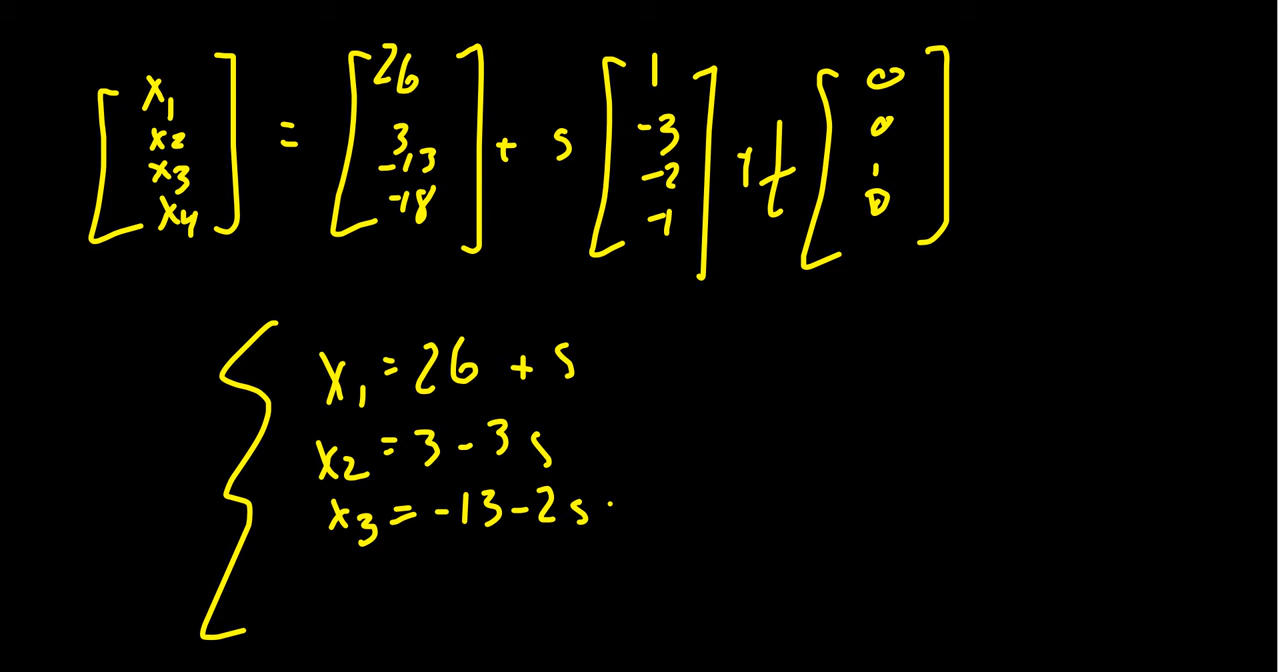 [x1 x2 x3 x4] = [26 3 -13 -18] + s [1 -3 -2 -1] + t [0 0 1 0]
x1 = 26 + s
x2 = 3 - 3s
x3 = -13 - 2s